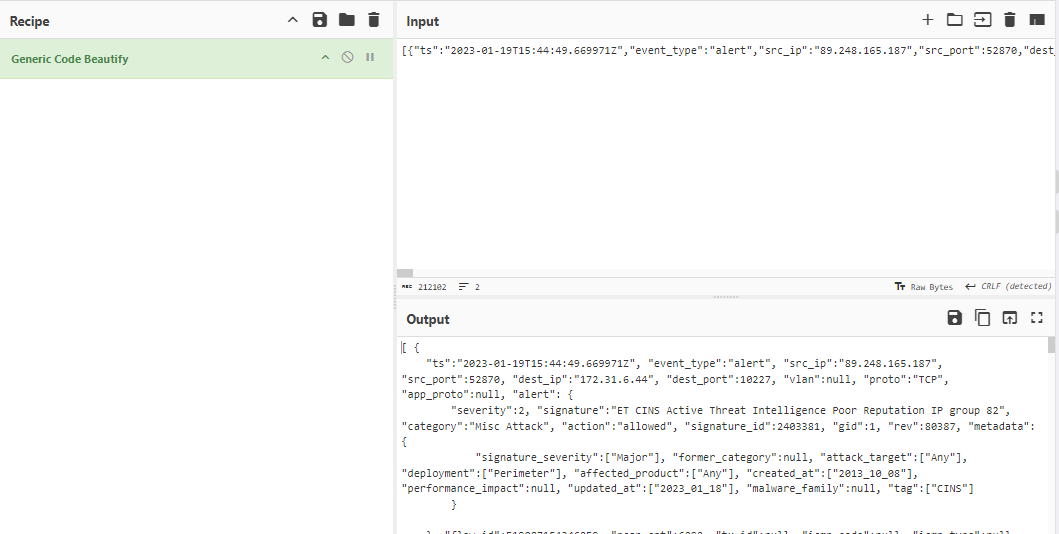 Recipe
Generic Code Beautify
Input
[{"ts":"2023-01-19T15:44:49.669971Z","event_type":"alert","src_ip":"89.248.165.187","src_port":52870,"dest_
REC 212102 2
Raw Bytes CRLF (detected)
Output
[ {
"ts":"2023-01-19T15:44:49.669971Z", "event_type":"alert", "src_ip":"89.248.165.187",
"src_port":52870, "dest_ip":"172.31.6.44", "dest_port":10227, "vlan":null, "proto":"TCP",
"app_proto":null, "alert": {
"severity":2, "signature":"ET CINS Active Threat Intelligence Poor Reputation IP group 82",
"category":"Misc Attack", "action":"allowed", "signature_id":2403381, "gid":1, "rev":80387, "metadata":
{
"signature_severity":["Major"], "former_category":null, "attack_target":["Any"],
"deployment":["Perimeter"], "affected_product":["Any"], "created_at":["2013_10_08"],
"performance_impact":null, "updated_at":["2023_01_18"], "malware_family":null, "tag":["CINS"]
}